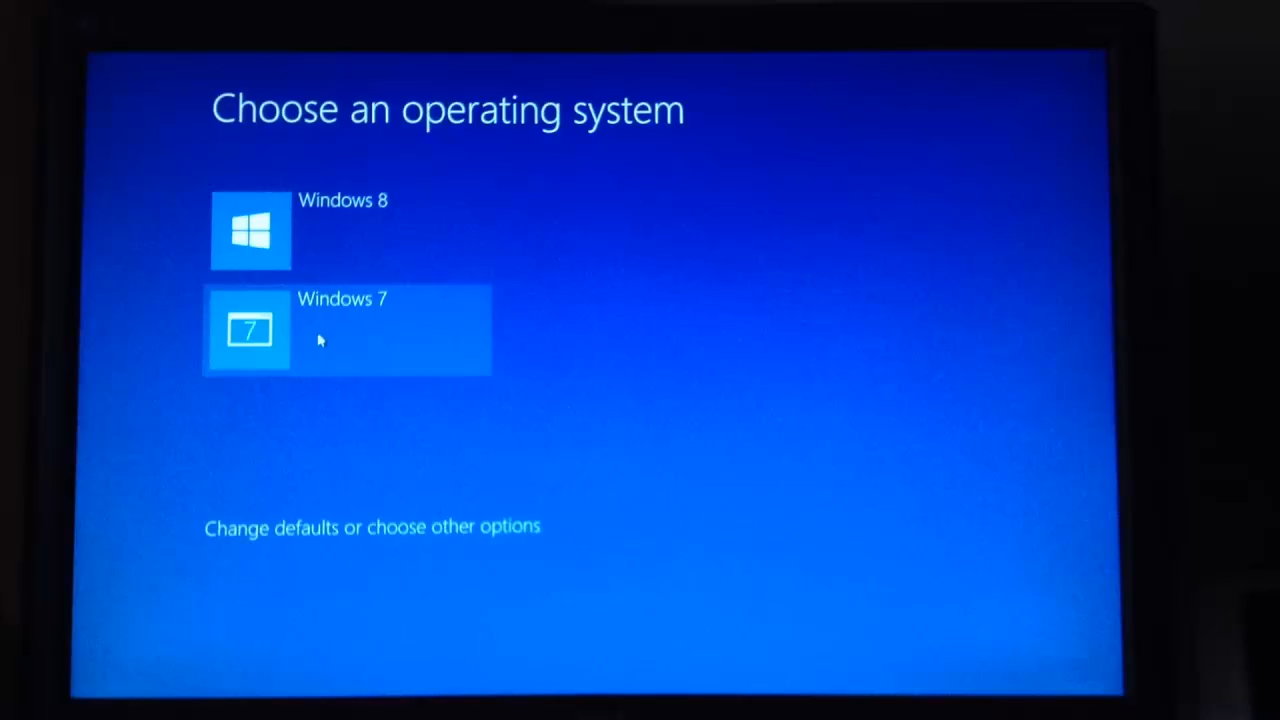 Choose an operating system
Windows 8
Windows 7
7
Change defaults or choose other options